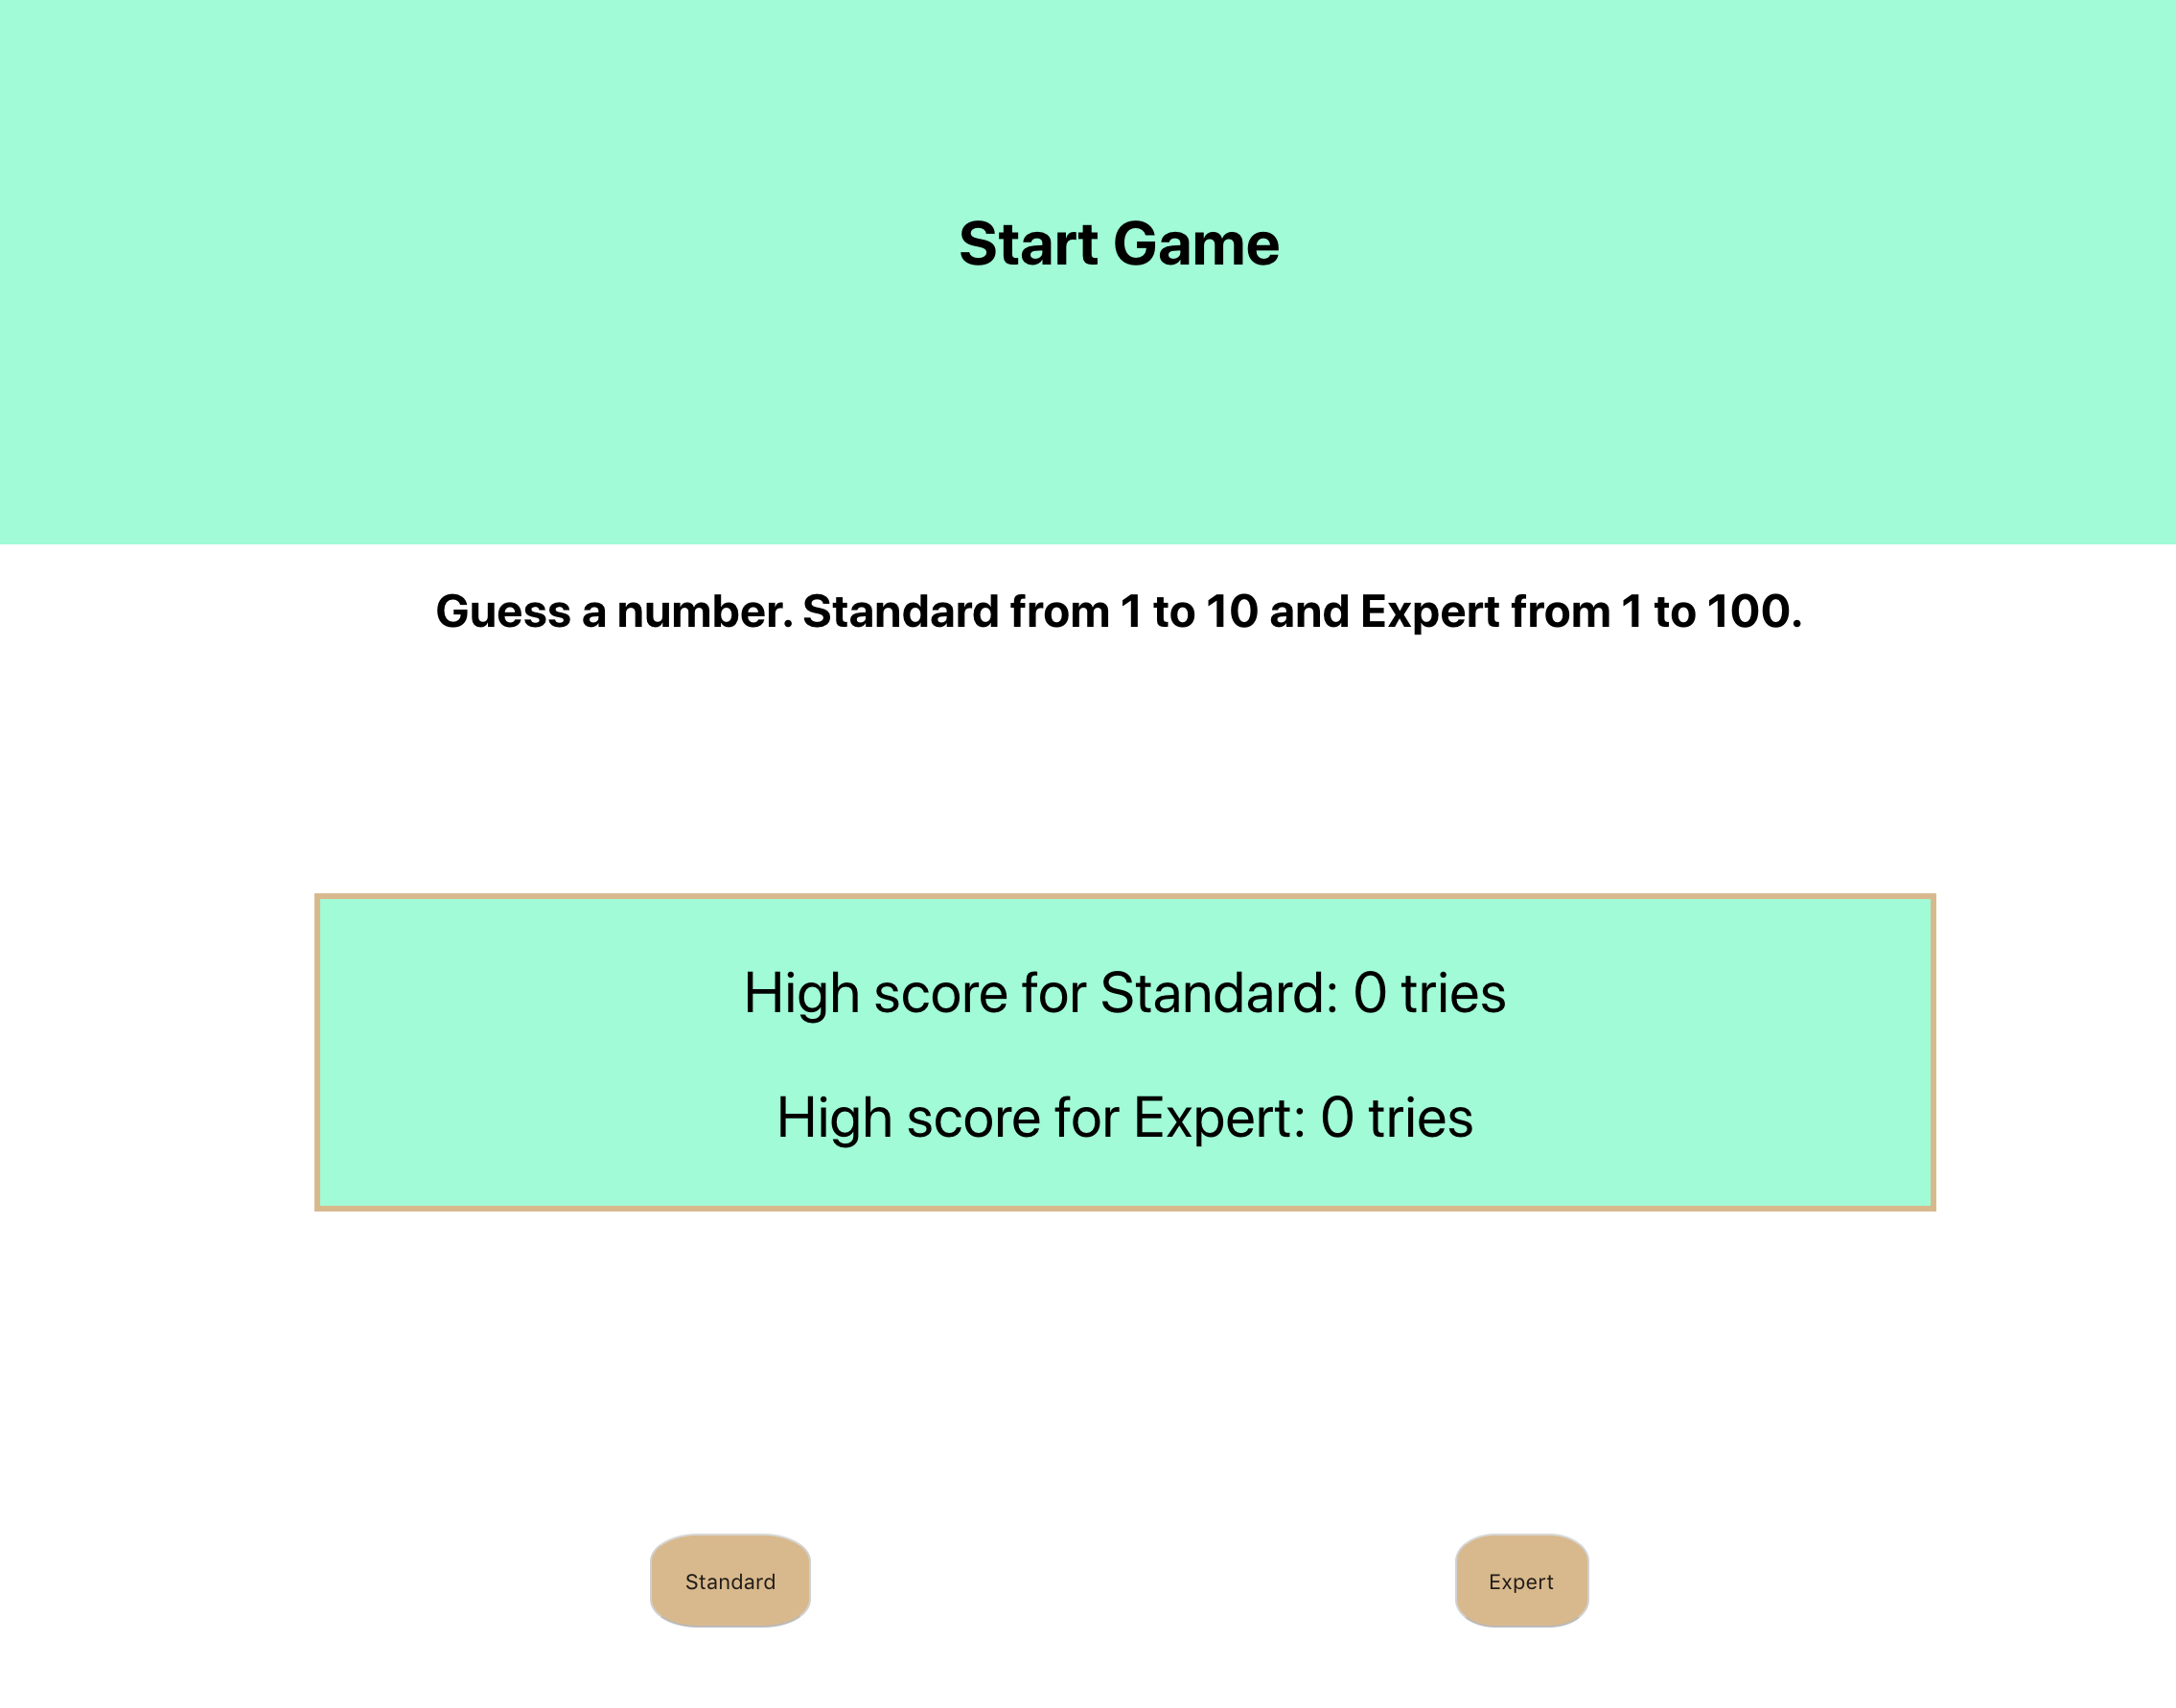 Start Game
Guess a number. Standard from 1 to 10 and Expert from 1 to 100.
High score for Standard: 0 tries
High score for Expert: 0 tries
Standard
Expert